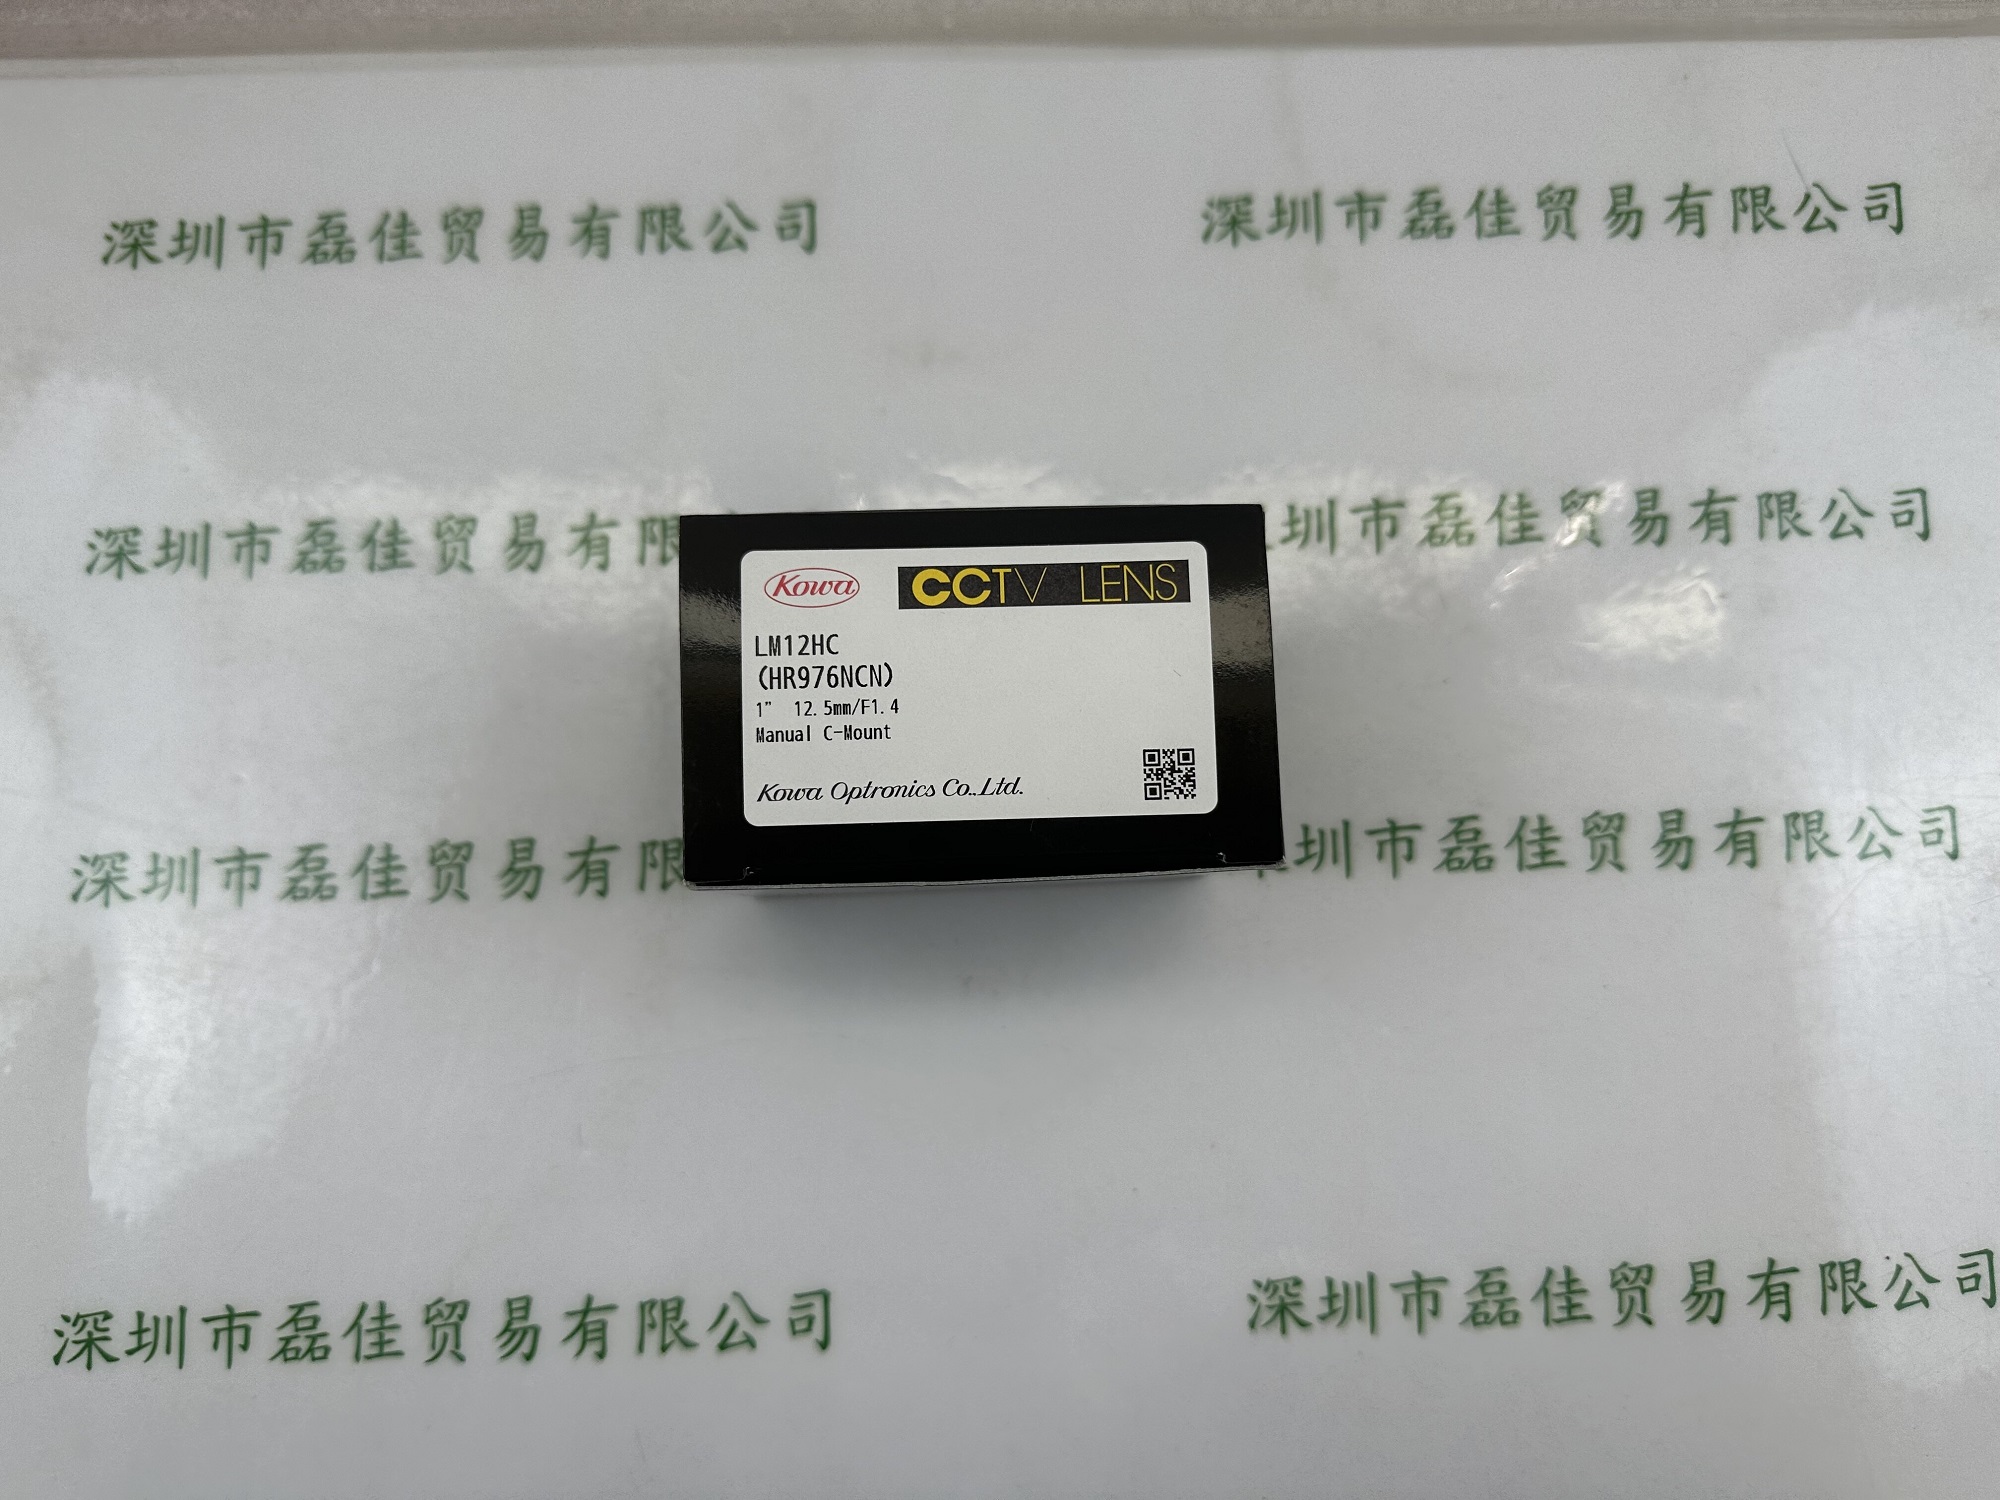 深圳市磊佳贸易有限公司 深圳市磊佳贸易有限公司
深圳市磊佳贸易有限 圳市磊佳贸易有限公司
Kowa CCTV LENS
LM12HC
(HR976NCN)
1" 12.5mm/F1.4
Manual C-Mount
Kowa Optronics Co.,Ltd.
深圳市磊佳贸易有限 圳市磊佳贸易有限公司
深圳市磊佳贸易有限公司 深圳市磊佳贸易有限公司